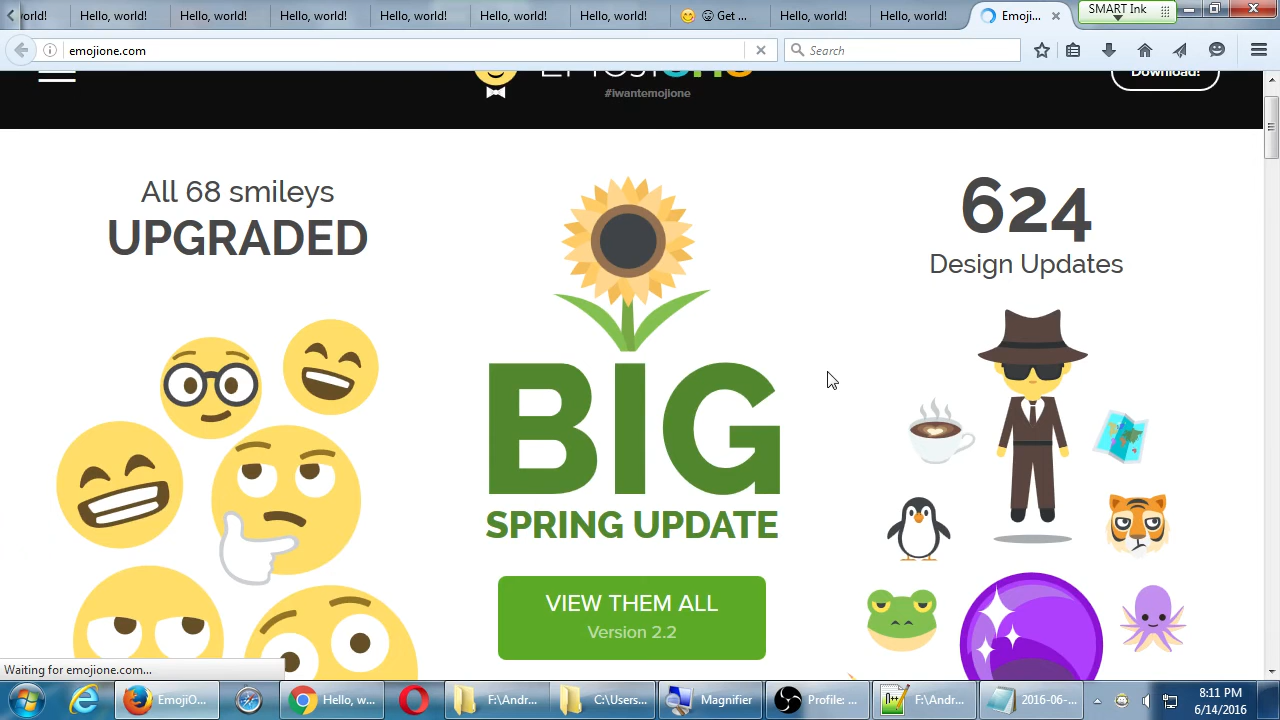 orld!
Hello, world!
Hello, world!
Hello, world!
Hello, world!
Hello, world!
Hello, world!
Get ...
Hello, world!
Hello, world!
Emoji...
SMART Ink
emojione.com
Search
#iwantemojione
Download!
All 68 smileys
UPGRADED
624
Design Updates
BIG
SPRING UPDATE
VIEW THEM ALL
Version 2.2
Waiting for emojione.com...
EmojiO...
Hello, w...
F:\Andr...
C:\Users...
Magnifier
Profile: ...
F:\Andr...
2016-06-...
8:11 PM
6/14/2016